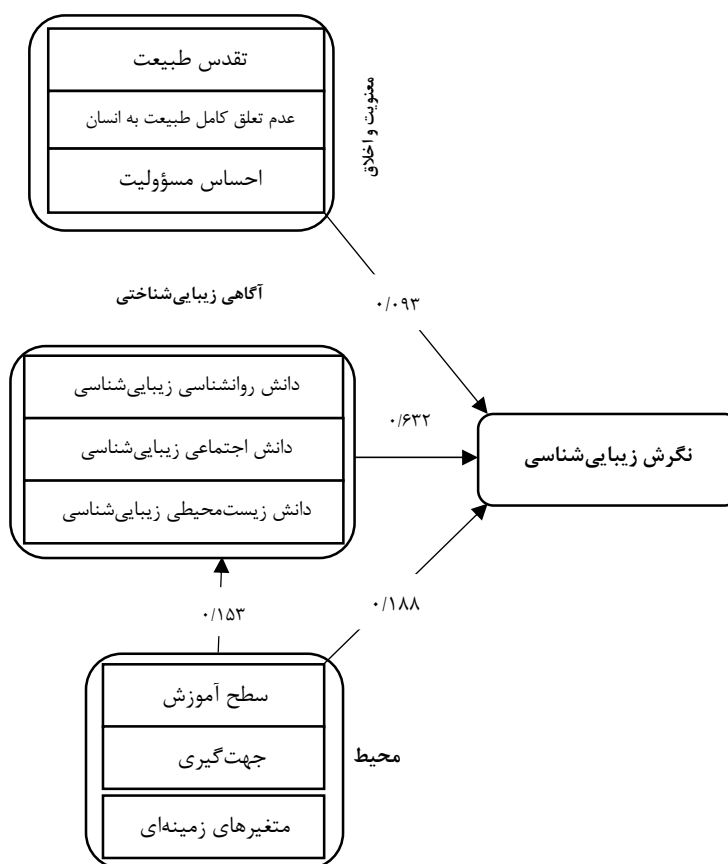 تقدس طبیعت
عدم تعلق کامل طبیعت به انسان
احساس مسؤولیت
معنویت و اخلاق
آگاهی زیبایی‌شناختی
۰/۰۹۳
دانش روانشناسی زیبایی‌شناسی
دانش اجتماعی زیبایی‌شناسی
دانش زیست‌محیطی زیبایی‌شناسی
۰/۶۳۲
نگرش زیبایی‌شناسی
۰/۱۵۳
۰/۱۸۸
سطح آموزش
جهت‌گیری
متغیرهای زمینه‌ای
محیط